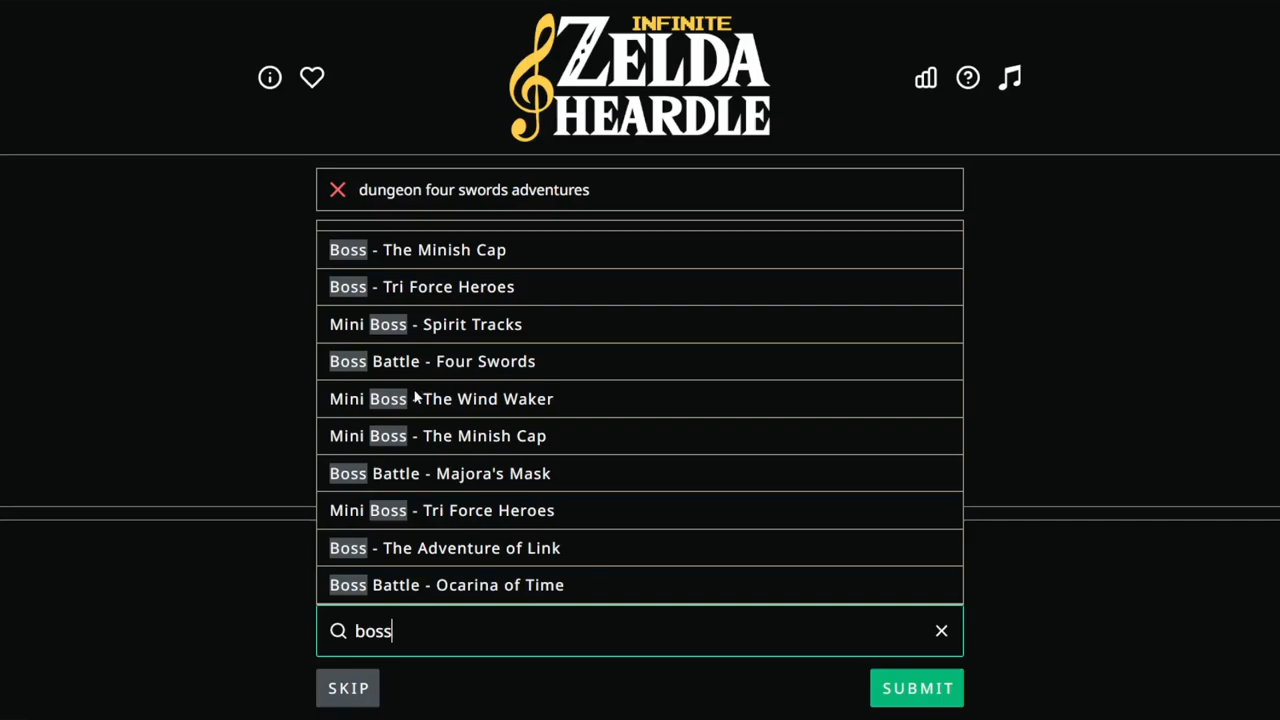 INFINITE
ZELDA
HEARDLE
dungeon four swords adventures
Boss - The Minish Cap
Boss - Tri Force Heroes
Mini Boss - Spirit Tracks
Boss Battle - Four Swords
Mini Boss - The Wind Waker
Mini Boss - The Minish Cap
Boss Battle - Majora's Mask
Mini Boss - Tri Force Heroes
Boss - The Adventure of Link
Boss Battle - Ocarina of Time
boss
SKIP
SUBMIT